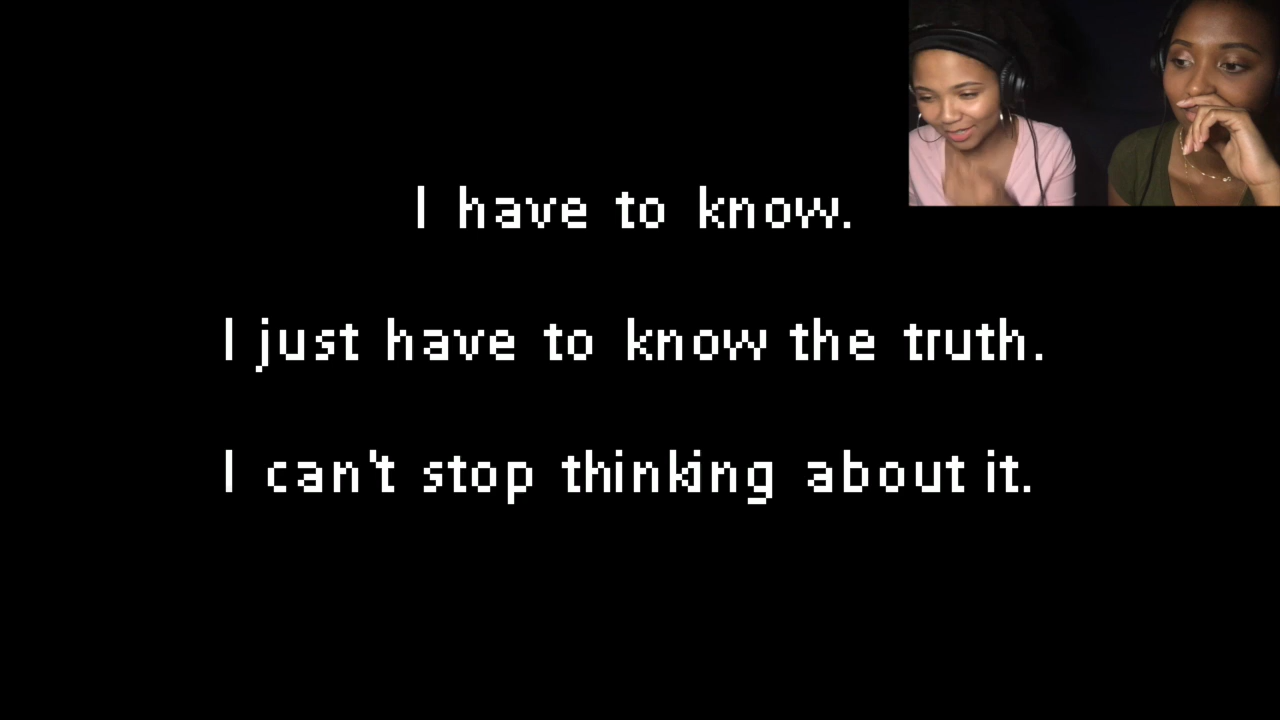 I have to know.
I just have to know the truth.
I can't stop thinking about it.